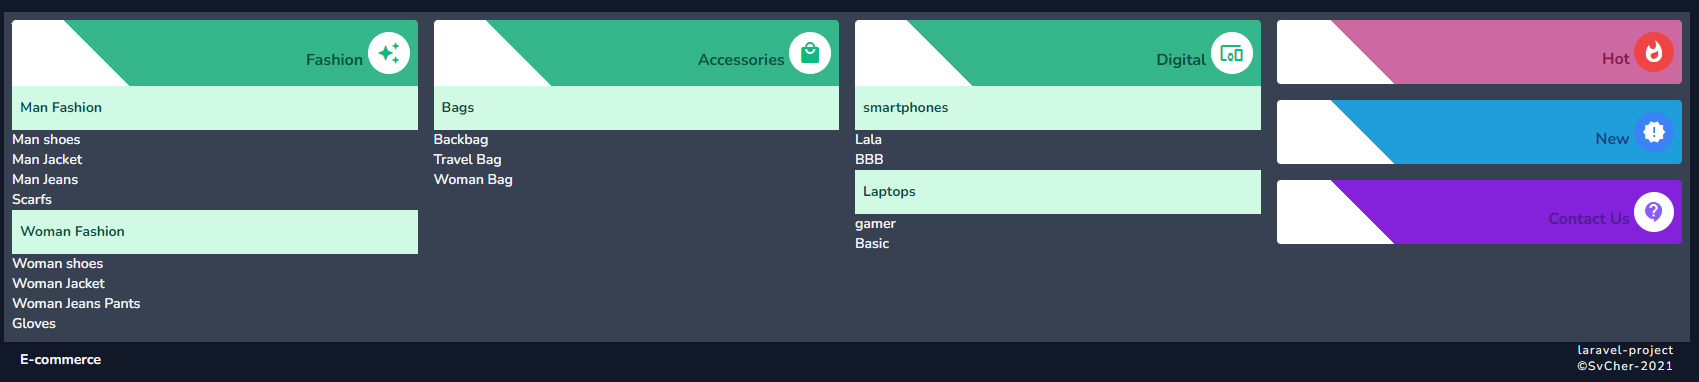 Fashion
Man Fashion
Man shoes
Man Jacket
Man Jeans
Scarfs
Woman Fashion
Woman shoes
Woman Jacket
Woman Jeans Pants
Gloves
Accessories
Bags
Backbag
Travel Bag
Woman Bag
Digital
smartphones
Lala
BBB
Laptops
gamer
Basic
Hot
New
Contact Us
E-commerce
laravel-project
©SvCher-2021